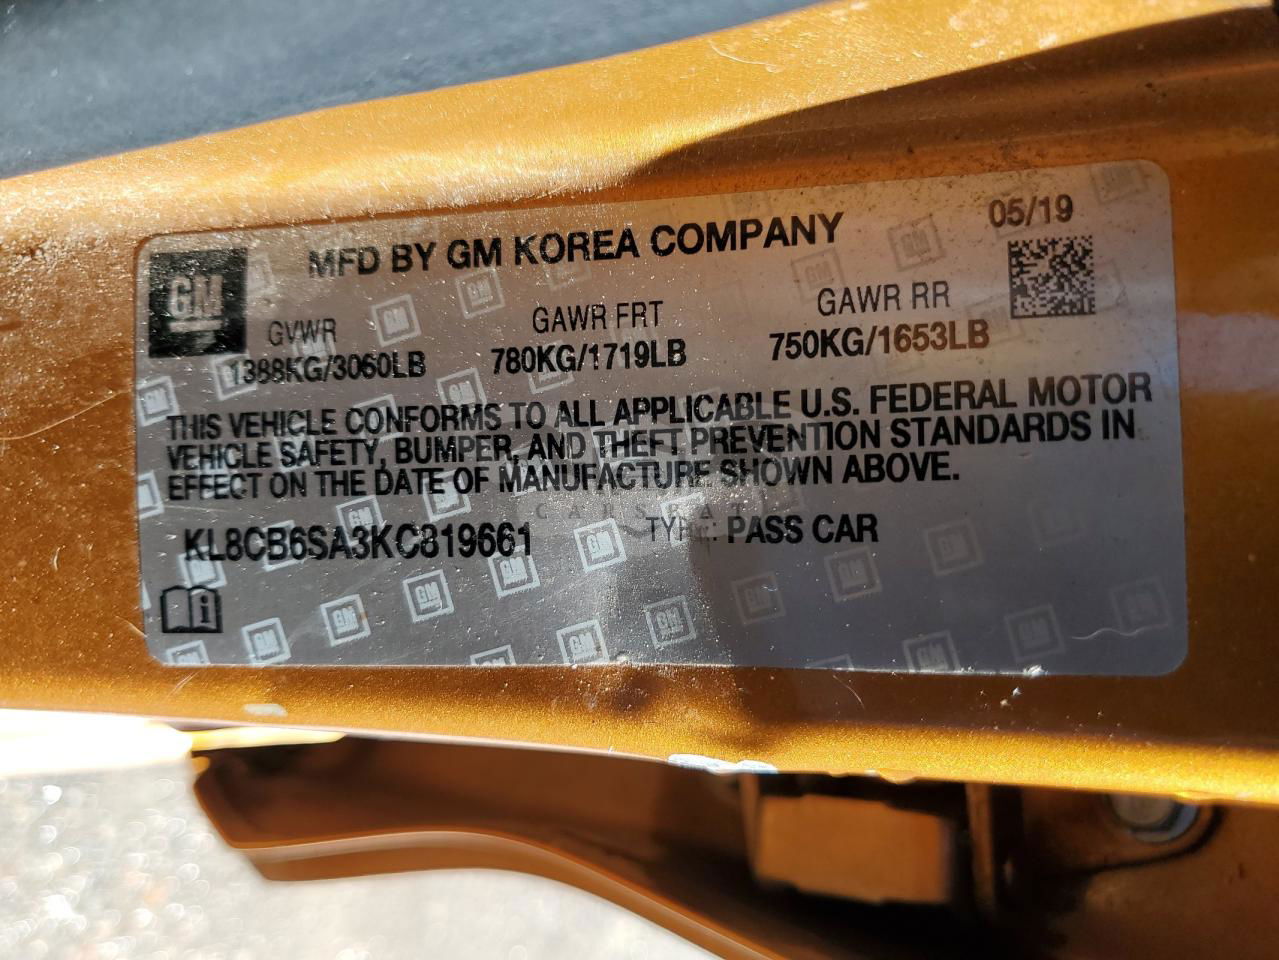 GM
MFD BY GM KOREA COMPANY
05/19
GVWR
GAWR FRT
GAWR RR
1388KG/3060LB
780KG/1719LB
750KG/1653LB
THIS VEHICLE CONFORMS TO ALL APPLICABLE U.S. FEDERAL MOTOR
VEHICLE SAFETY, BUMPER, AND THEFT PREVENTION STANDARDS IN
EFFECT ON THE DATE OF MANUFACTURE SHOWN ABOVE.
KL8CB6SA3KC819661
TYPE: PASS CAR